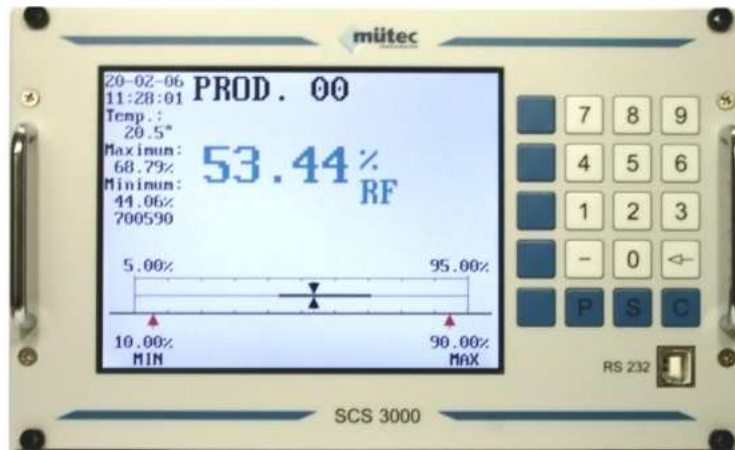 mütec
20-02-06 PROD. 00
11:28:01
Temp.:
20.5°
Maximum:
68.79%
Minimum:
44.06%
700590
53.44%
RF
5.00% 95.00%
10.00% 90.00%
MIN MAX
7 8 9
4 5 6
1 2 3
- 0 ←
P S C
RS 232
SCS 3000